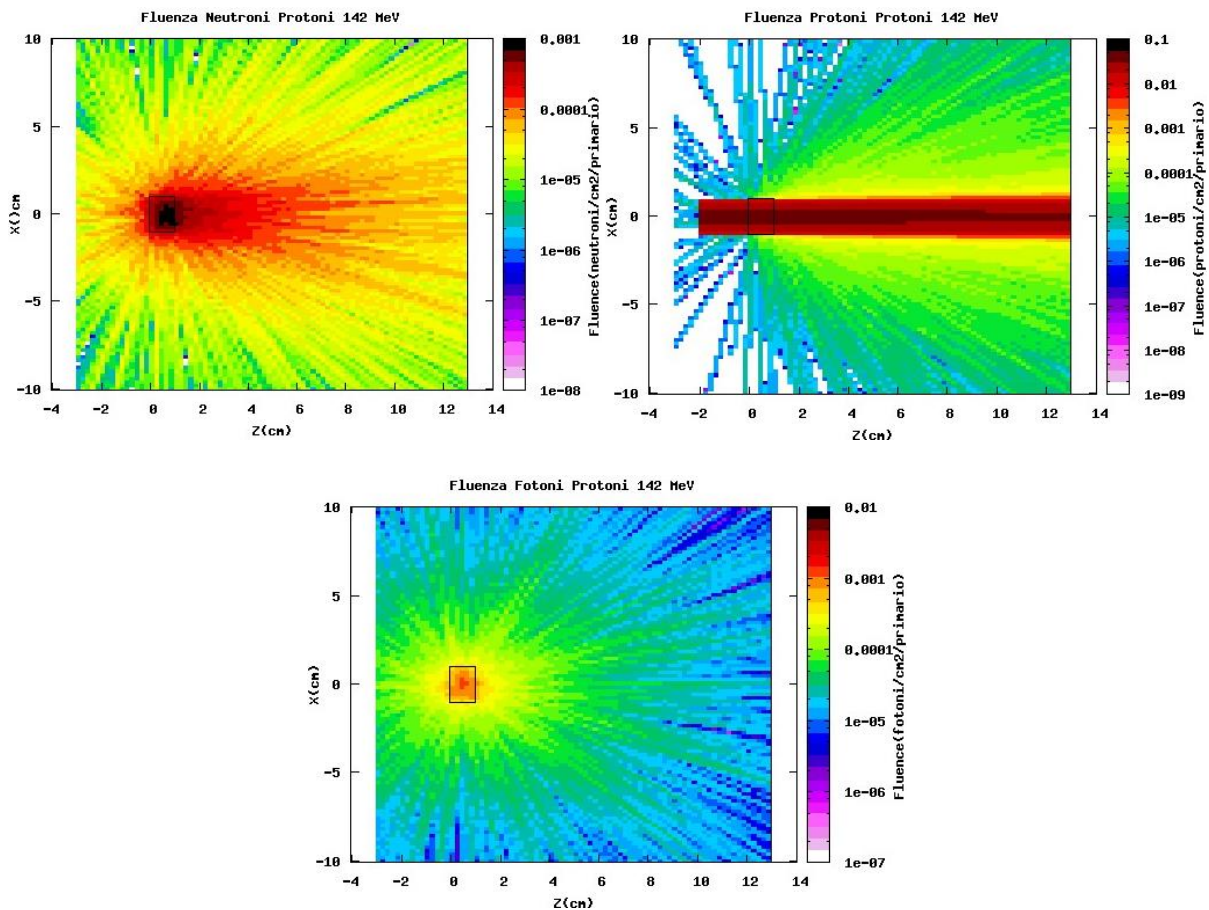 Fluenza Neutroni Protoni 142 MeV
10
5
0
-5
-10
X()cm
-4 -2 0 2 4 6 8 10 12 14
Z(cm)
0.001
0.0001
1e-05
1e-06
1e-07
1e-08
Fluence(neutroni/cm2/primario)
Fluenza Protoni Protoni 142 MeV
10
5
0
-5
-10
X(cm)
-4 -2 0 2 4 6 8 10 12 14
Z(cm)
0.1
0.01
0.001
0.0001
1e-05
1e-06
1e-07
1e-08
1e-09
Fluence(protoni/cm2/primario)
Fluenza Fotoni Protoni 142 MeV
10
5
0
-5
-10
X(cm)
-4 -2 0 2 4 6 8 10 12 14
Z(cm)
0.01
0.001
0.0001
1e-05
1e-06
1e-07
Fluence(fotoni/cm2/primario)